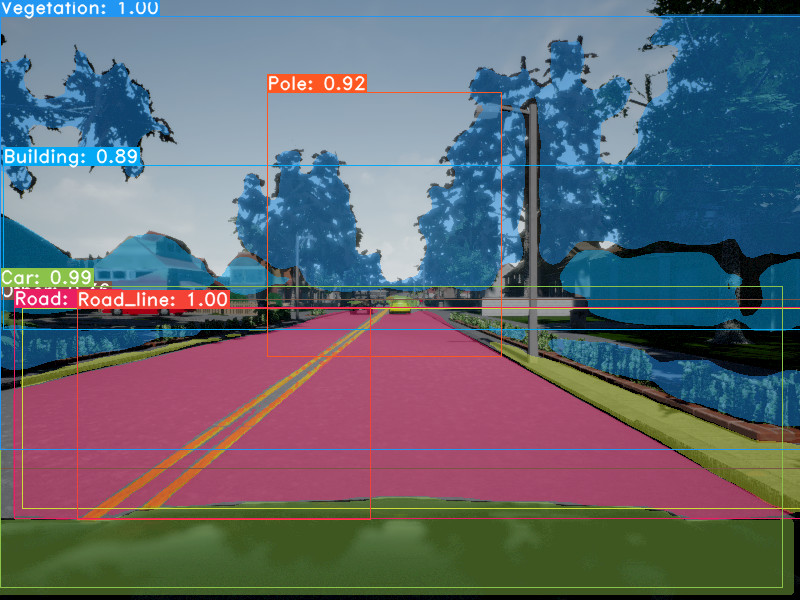 Vegetation: 1.00
Pole: 0.92
Building: 0.89
Car: 0.99
Road: Road_line: 1.00